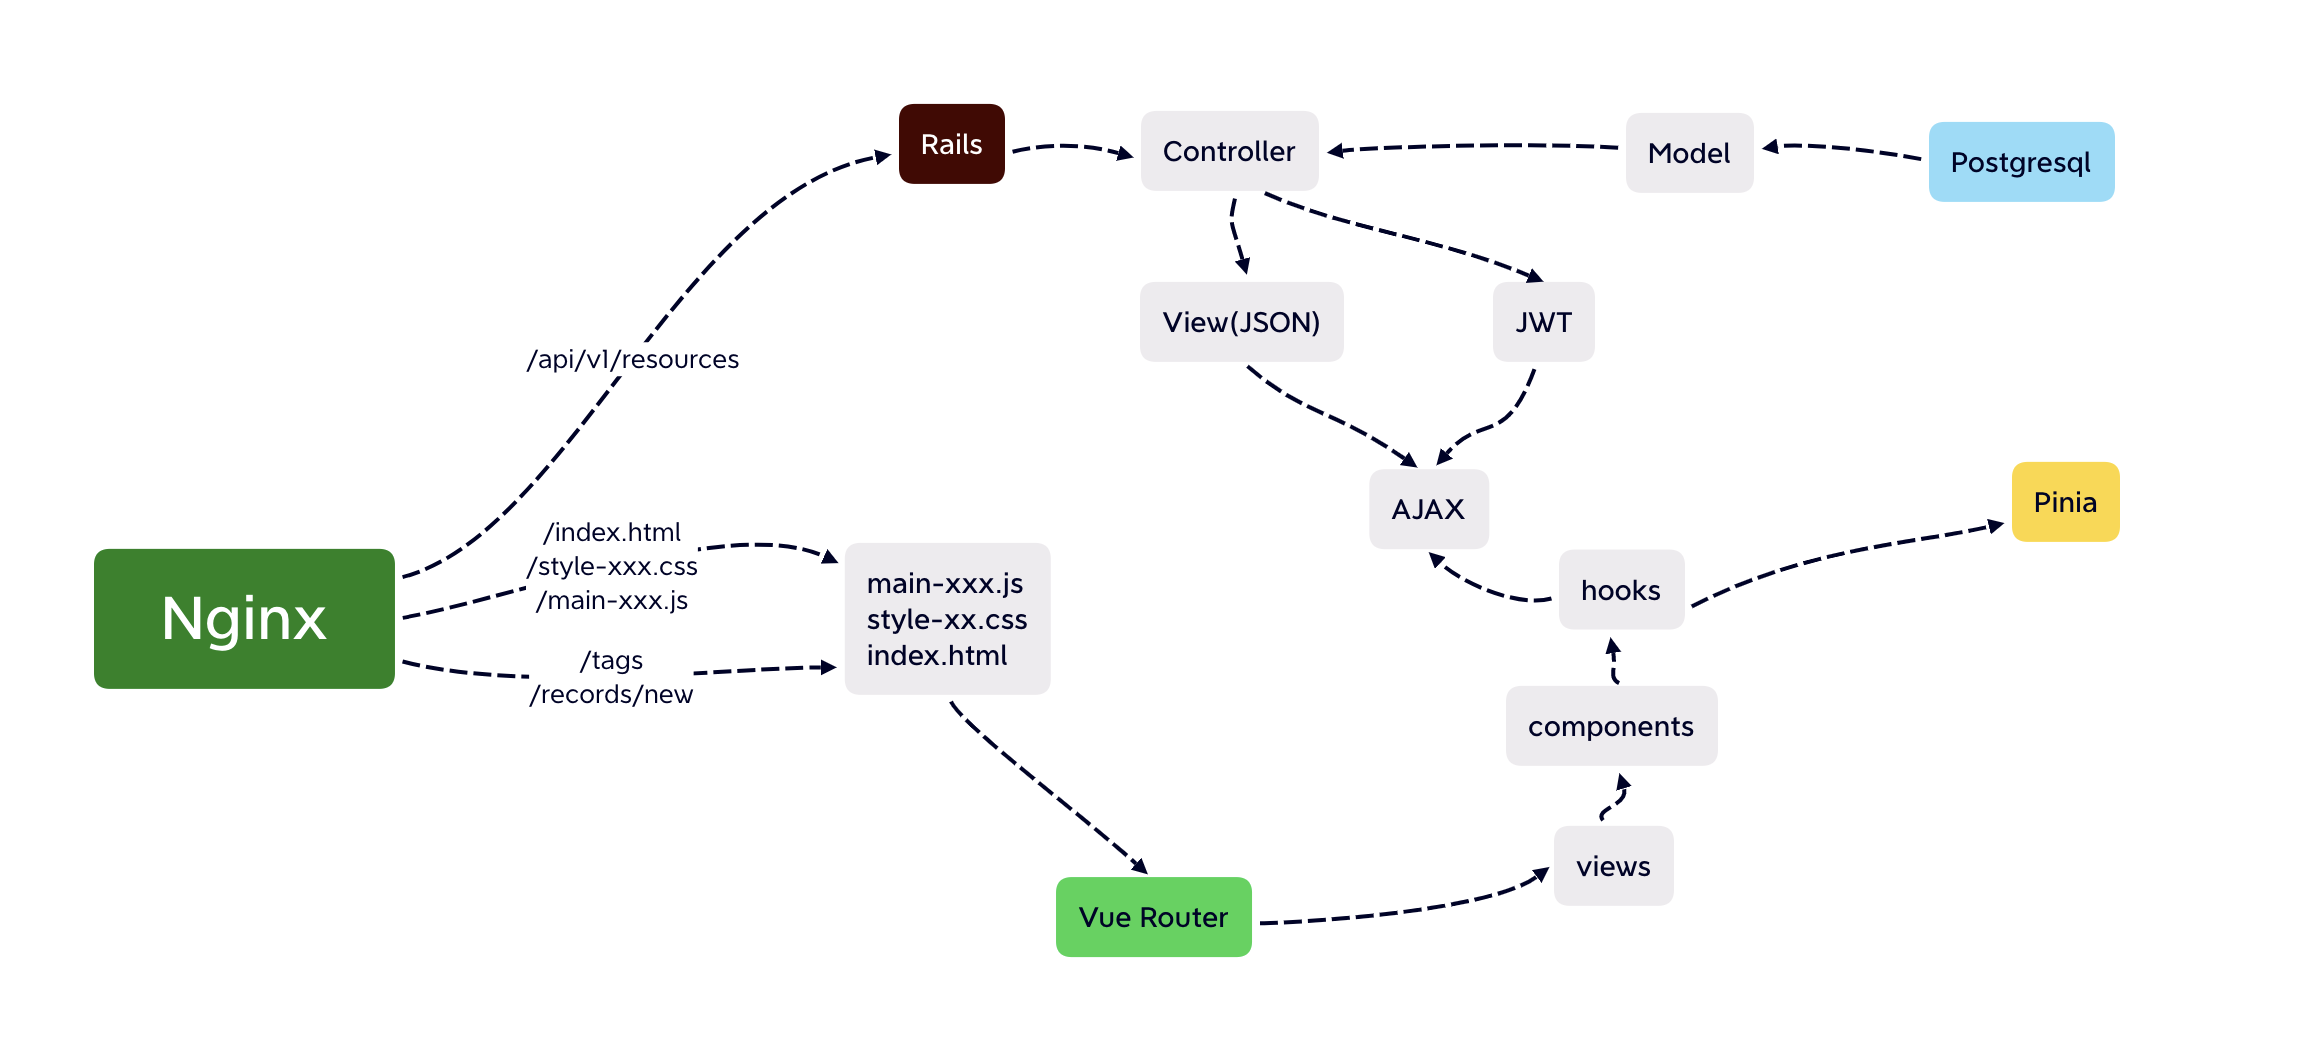 Rails
Controller
Model
Postgresql
View(JSON)
JWT
/api/v1/resources
AJAX
Pinia
/index.html
/style-xxx.css
/main-xxx.js
Nginx
main-xxx.js
style-xx.css
index.html
hooks
/tags
/records/new
components
views
Vue Router